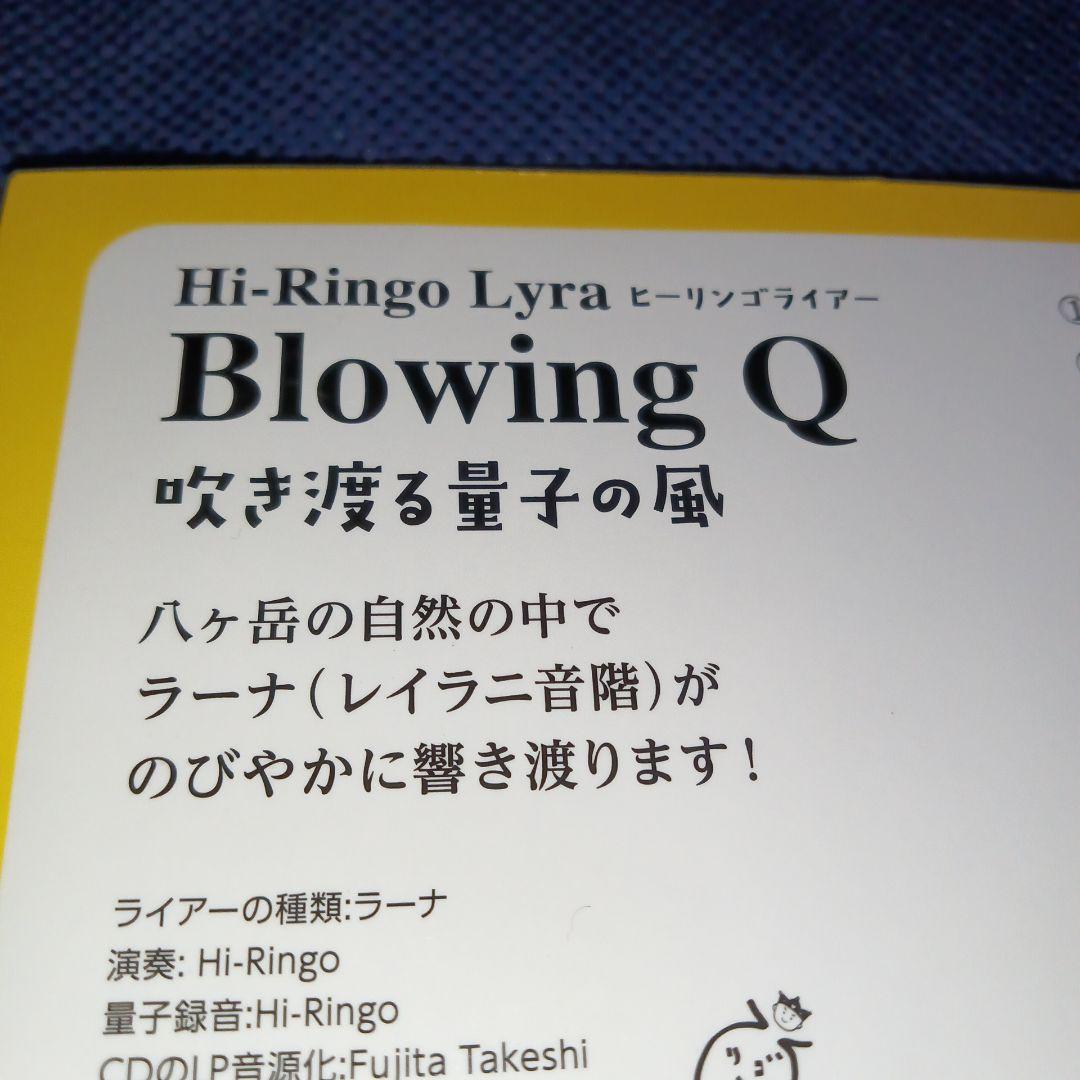 Hi-Ringo Lyra ヒーリンゴライアー
Blowing Q
吹き渡る量子の風
八ヶ岳の自然の中で
ラーナ(レイラニ音階)が
のびやかに響き渡ります!
ライアーの種類:ラーナ
演奏: Hi-Ringo
量子録音:Hi-Ringo
CDのLP音源化:Fujita Takeshi